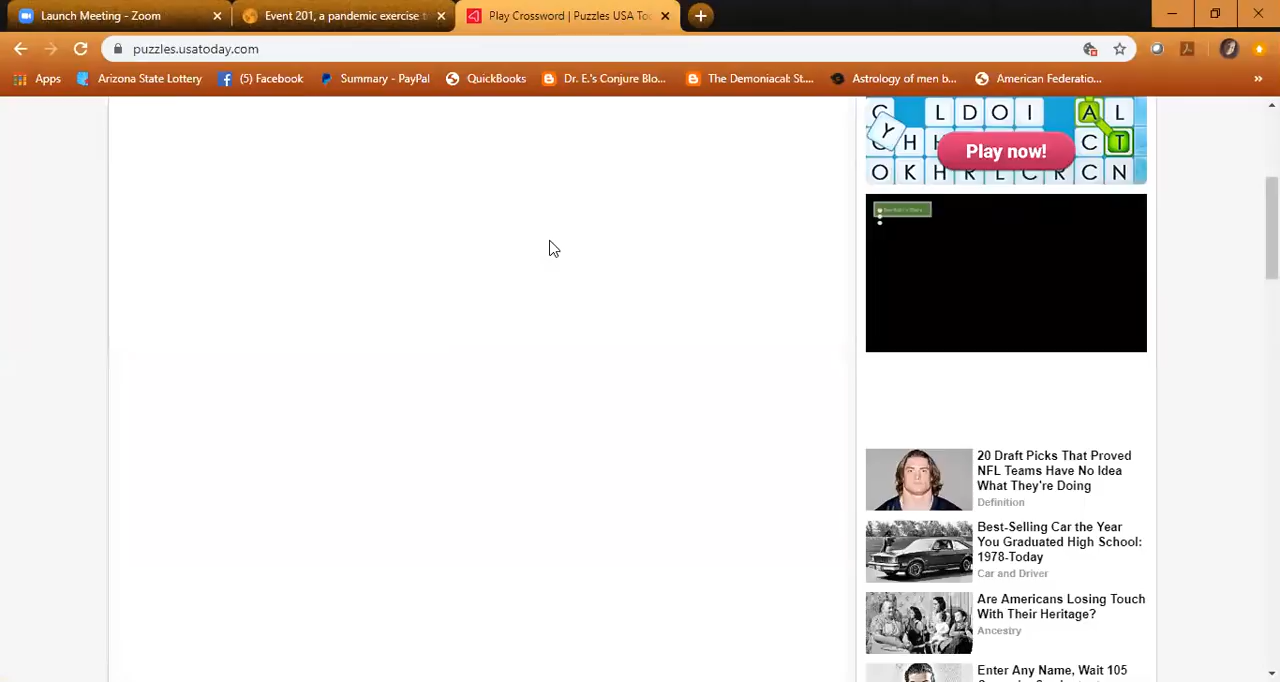 Launch Meeting - Zoom
Event 201, a pandemic exercise t
Play Crossword | Puzzles USA To
puzzles.usatoday.com
Apps
Arizona State Lottery
(5) Facebook
Summary - PayPal
QuickBooks
Dr. E.'s Conjure Blo...
The Demoniacal: St....
Astrology of men b...
American Federatio...
»
L D O I A L
Y H C T
Play now!
O K H R L C R C N
20 Draft Picks That Proved
NFL Teams Have No Idea
What They're Doing
Definition
Best-Selling Car the Year
You Graduated High School:
1978-Today
Car and Driver
Are Americans Losing Touch
With Their Heritage?
Ancestry
Enter Any Name, Wait 105